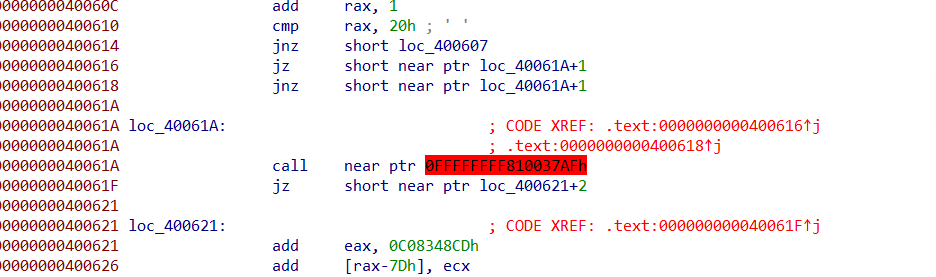 000000000040060C add rax, 1
0000000000400610 cmp rax, 20h ; ' '
0000000000400614 jnz short loc_400607
0000000000400616 jz short near ptr loc_40061A+1
0000000000400618 jnz short near ptr loc_40061A+1
000000000040061A
000000000040061A loc_40061A: ; CODE XREF: .text:0000000000400616↑j
000000000040061A ; .text:0000000000400618↑j
000000000040061A call near ptr 0FFFFFFFF810037AFh
000000000040061F jz short near ptr loc_400621+2
0000000000400621
0000000000400621 loc_400621: ; CODE XREF: .text:000000000040061F↑j
0000000000400621 add eax, 0C08348CDh
0000000000400626 add [rax-7Dh], ecx